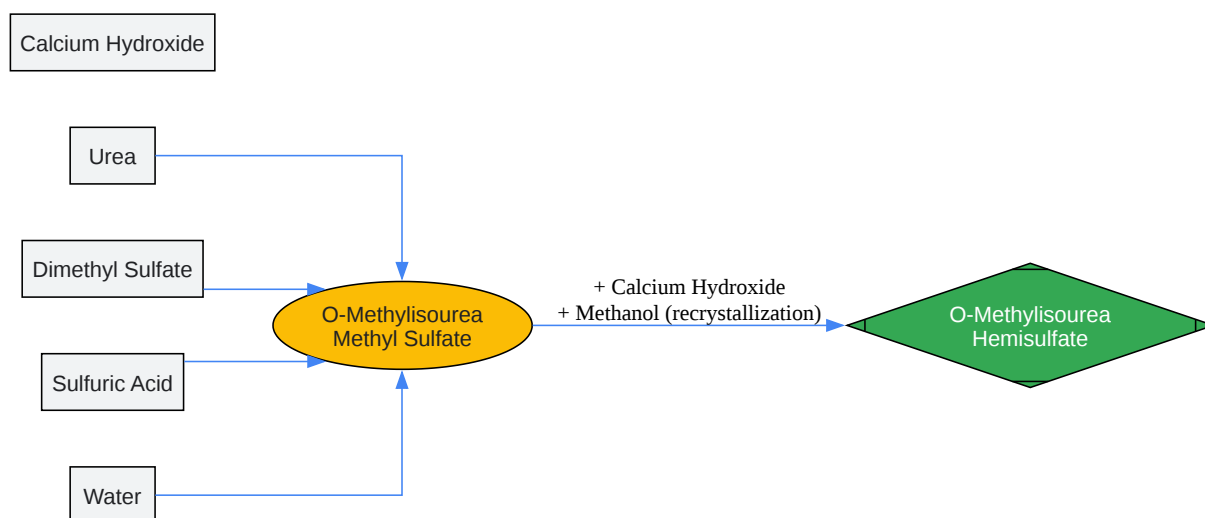 Calcium Hydroxide
Urea
Dimethyl Sulfate
Sulfuric Acid
Water
O-Methylisourea
Methyl Sulfate
+ Calcium Hydroxide
+ Methanol (recrystallization)
O-Methylisourea
Hemisulfate